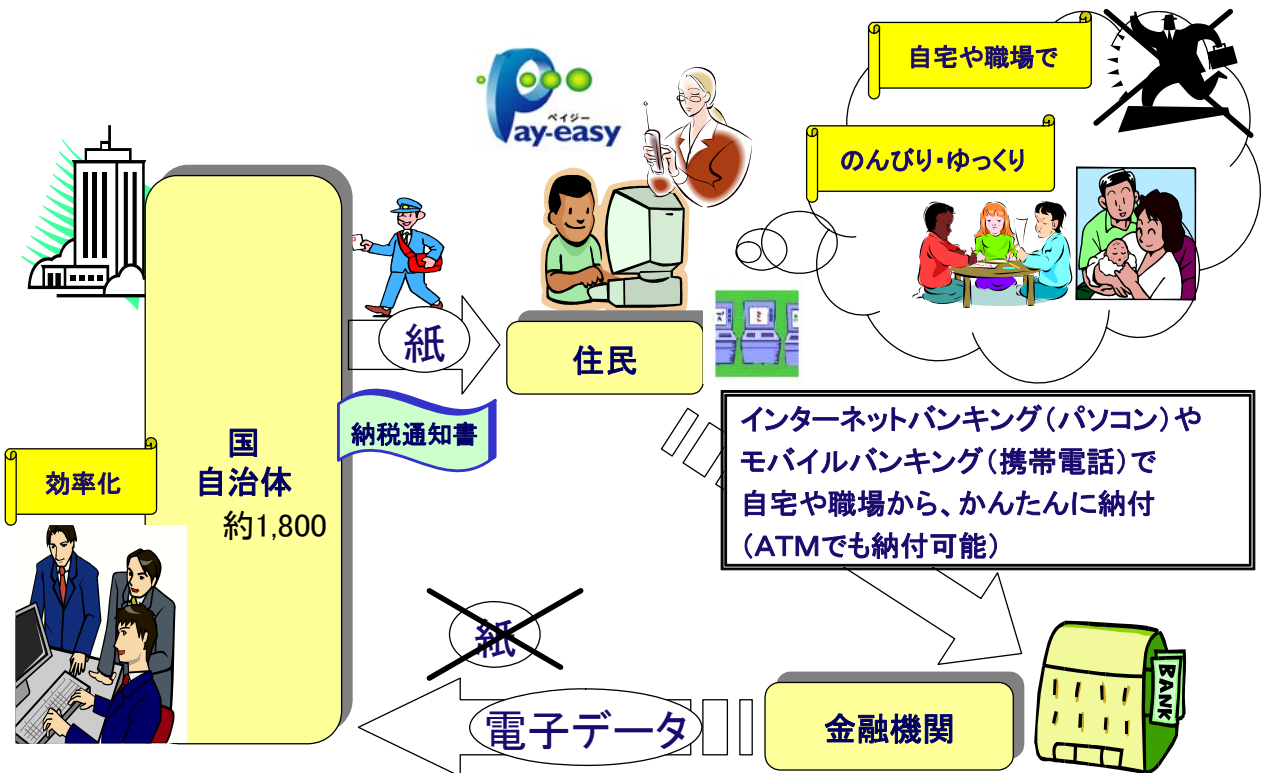 自宅や職場で
のんびり・ゆっくり
ペイジー
Pay-easy
紙
住民
納税通知書
国
自治体
約1,800
効率化
インターネットバンキング(パソコン)や
モバイルバンキング(携帯電話)で
自宅や職場から、かんたんに納付
(ATMでも納付可能)
紙
電子データ
金融機関
BANK